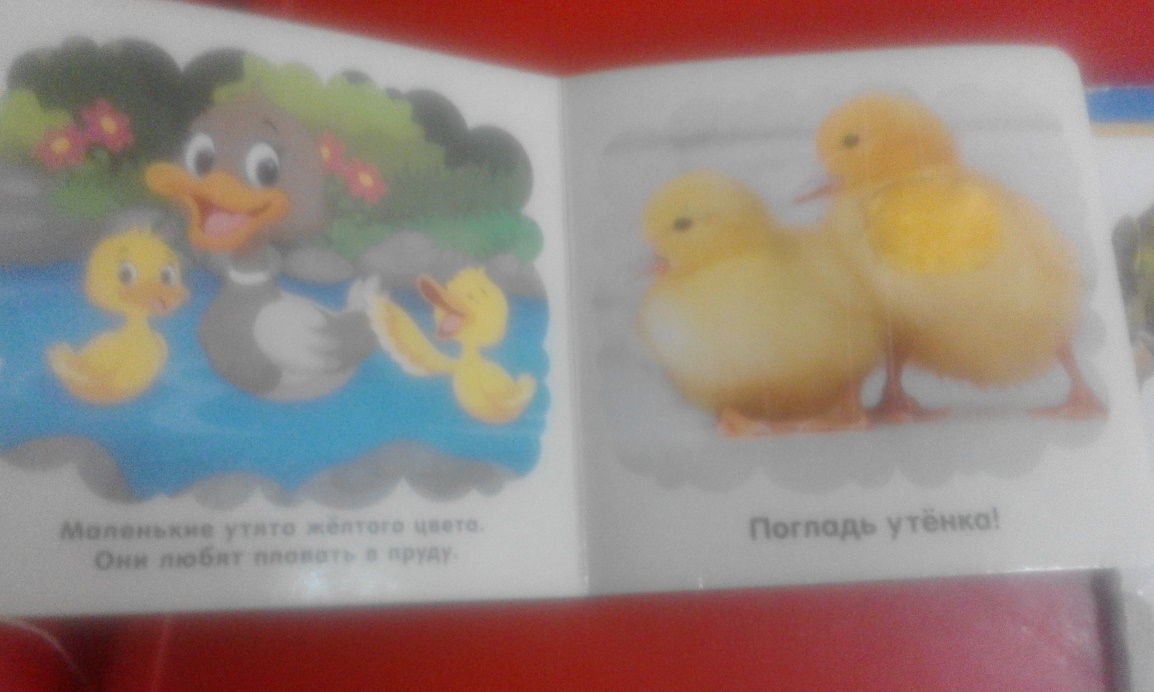 Маленькие утята жёлтого цвета.
Они любят плавать в пруду.
Погладь утёнка!